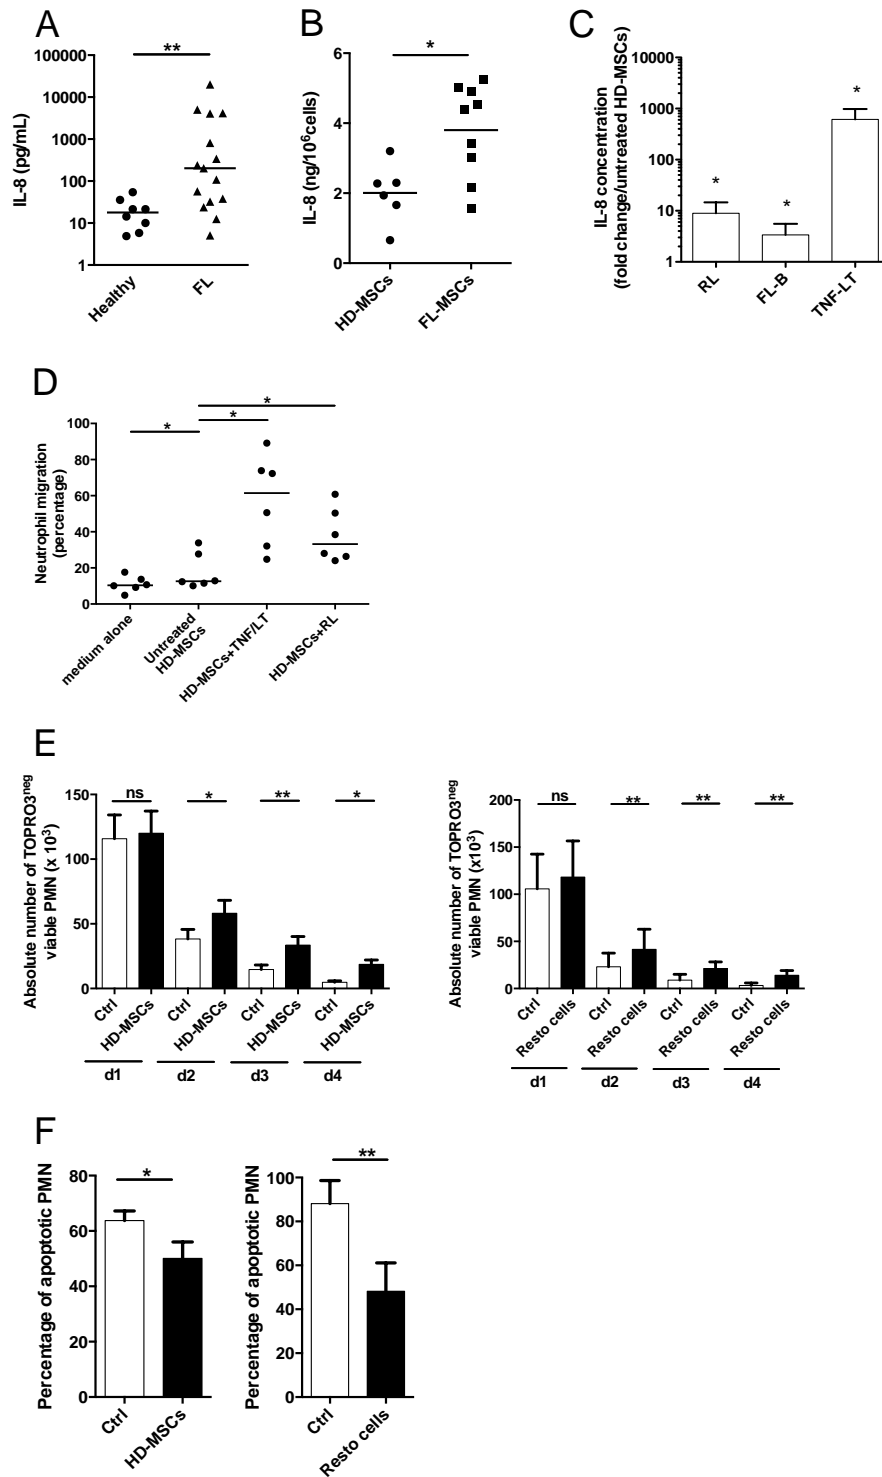 A
IL-8 (pg/mL)
100000
10000
1000
100
10
1
**
Healthy
FL
B
IL-8 (ng/10⁶cells)
6
4
2
0
*
HD-MSCs
FL-MSCs
C
IL-8 concentration
(fold change/untreated HD-MSCs)
10000
1000
100
10
1
*
*
*
RL
FL-B
TNF-LT
D
Neutrophil migration
(percentage)
100
80
60
40
20
0
*
*
*
medium alone
Untreated
HD-MSCs
HD-MSCs+TNF/LT
HD-MSCs+RL
E
Absolute number of TOPRO3ⁿᵉᵍ
viable PMN (x 10³)
150
100
50
0
ns
*
**
*
Ctrl
HD-MSCs
Ctrl
HD-MSCs
Ctrl
HD-MSCs
Ctrl
HD-MSCs
d1
d2
d3
d4
Absolute number of TOPRO3ⁿᵉᵍ
viable PMN (x10³)
200
150
100
50
0
ns
**
**
**
Ctrl
Resto cells
Ctrl
Resto cells
Ctrl
Resto cells
Ctrl
Resto cells
d1
d2
d3
d4
F
Percentage of apoptotic PMN
80
60
40
20
0
*
Ctrl
HD-MSCs
Percentage of apoptotic PMN
100
80
60
40
20
0
**
Ctrl
Resto cells